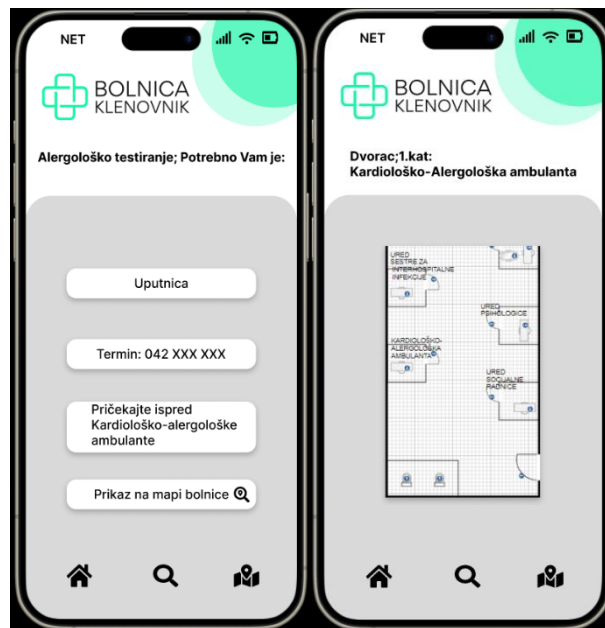 NET
BOLNICA
KLENOVNIK
Alergološko testiranje; Potrebno Vam je:
Uputnica
Termin: 042 XXX XXX
Pričekajte ispred
Kardiološko-alergološke
ambulante
Prikaz na mapi bolnice
NET
BOLNICA
KLENOVNIK
Dvorac;1.kat:
Kardiološko-Alergološka ambulanta
URED
SESTRE ZA
INTERHOSPITALNE
INFEKCIJE
URED
PSIHOLOGICE
KARDIOLOŠKO-
ALERGOLOŠKA
AMBULANTA
URED
SOCIJALNE
RADNICE